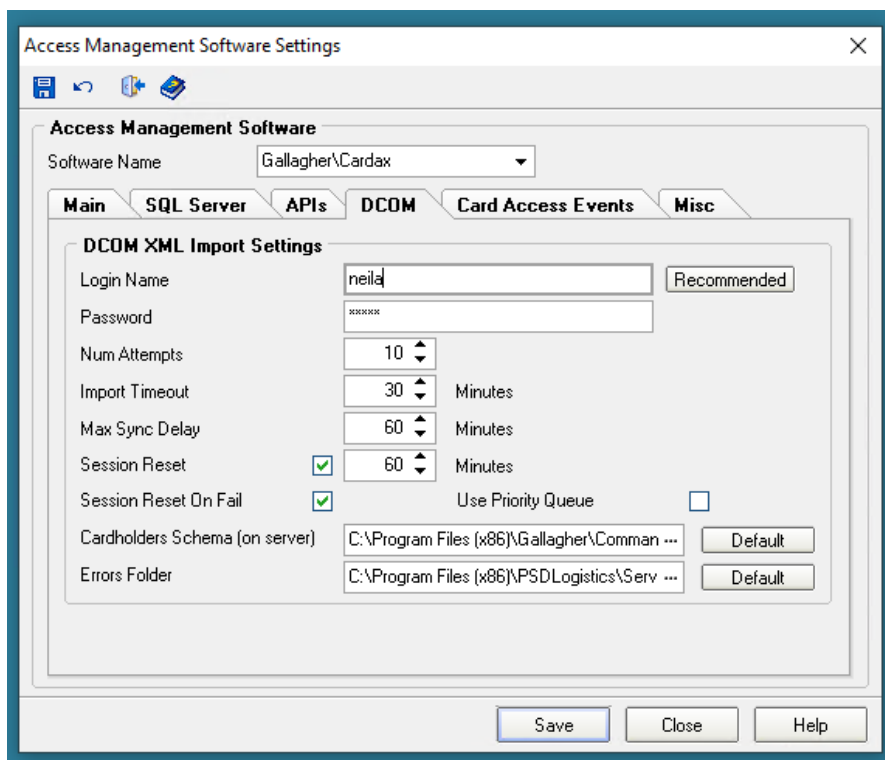 Access Management Software Settings
Access Management Software
Software Name Gallagher\Cardax
Main SQL Server APIs DCOM Card Access Events Misc
DCOM XML Import Settings
Login Name neila Recommended
Password xxxxx
Num Attempts 10
Import Timeout 30 Minutes
Max Sync Delay 60 Minutes
Session Reset 60 Minutes
Session Reset On Fail Use Priority Queue
Cardholders Schema (on server) C:\Program Files (x86)\Gallagher\Comman ... Default
Errors Folder C:\Program Files (x86)\PSDLogistics\Serv ... Default
Save Close Help